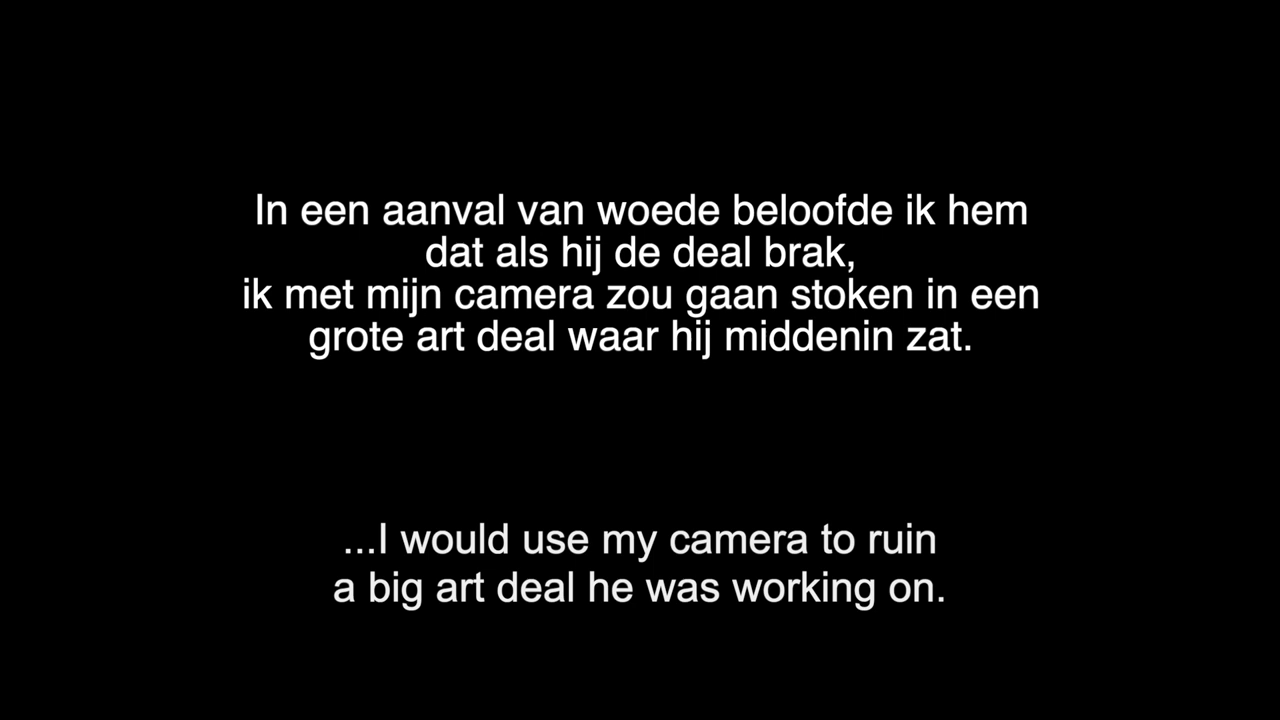 In een aanval van woede beloofde ik hem
dat als hij de deal brak,
ik met mijn camera zou gaan stoken in een
grote art deal waar hij middenin zat.
...I would use my camera to ruin
a big art deal he was working on.